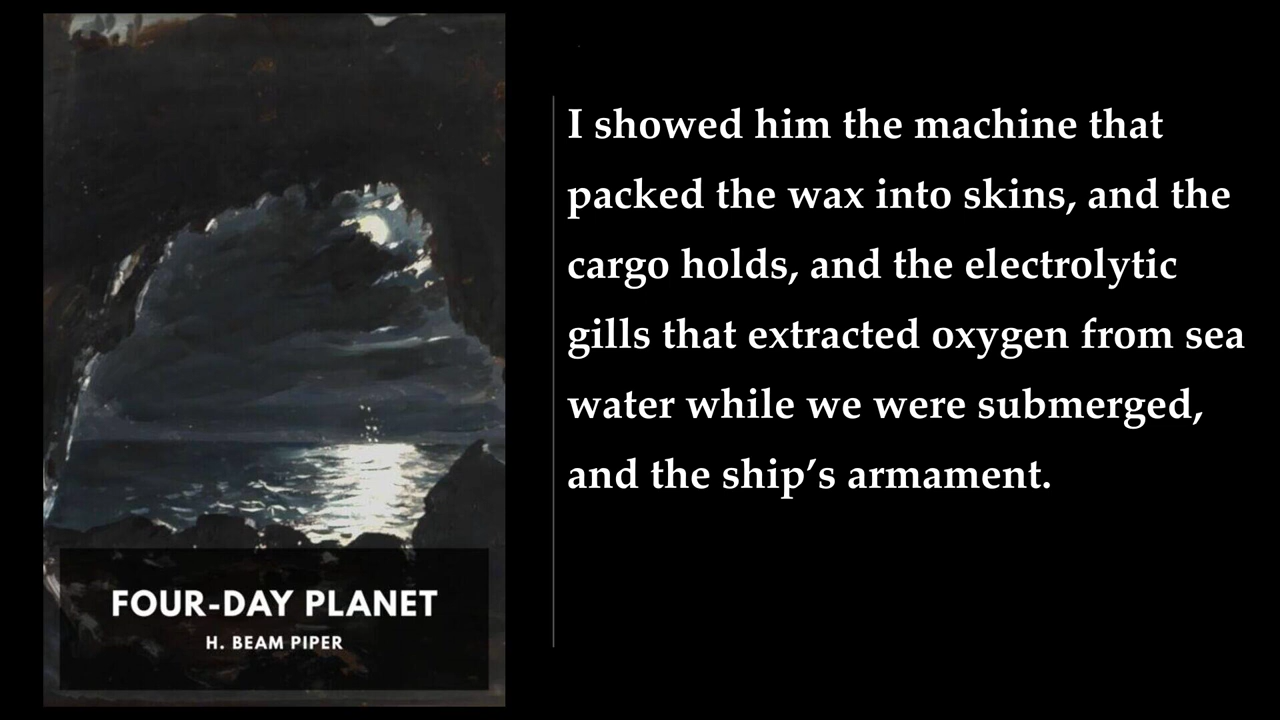 FOUR-DAY PLANET
H. BEAM PIPER
I showed him the machine that
packed the wax into skins, and the
cargo holds, and the electrolytic
gills that extracted oxygen from sea
water while we were submerged,
and the ship’s armament.